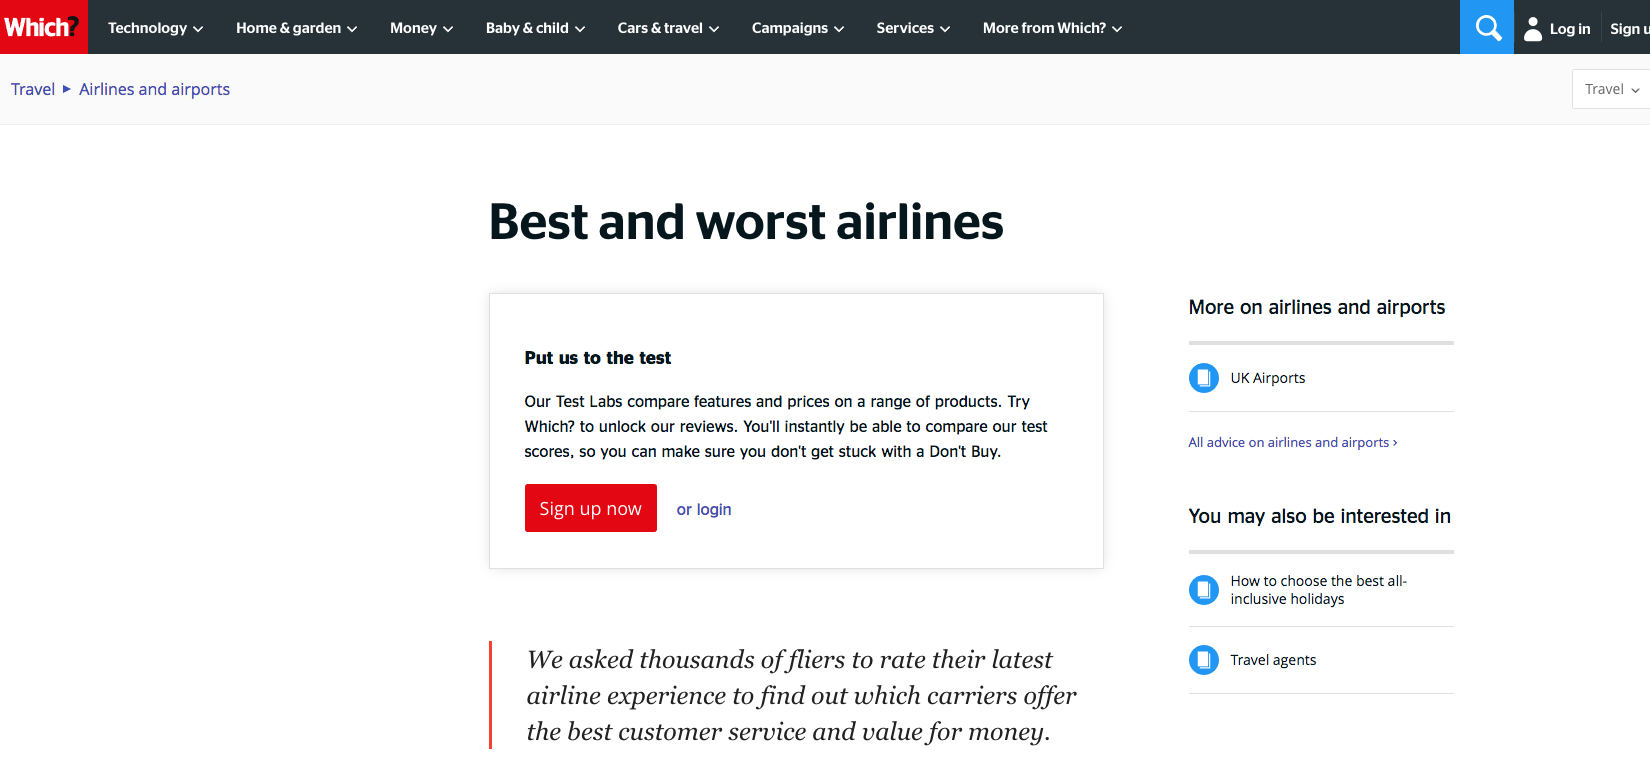 Which?
Technology
Home & garden
Money
Baby & child
Cars & travel
Campaigns
Services
More from Which?
Log in
Sign u
Travel
Airlines and airports
Travel
Best and worst airlines
Put us to the test
Our Test Labs compare features and prices on a range of products. Try
Which? to unlock our reviews. You'll instantly be able to compare our test
scores, so you can make sure you don't get stuck with a Don't Buy.
Sign up now
or login
We asked thousands of fliers to rate their latest
airline experience to find out which carriers offer
the best customer service and value for money.
More on airlines and airports
UK Airports
All advice on airlines and airports ›
You may also be interested in
How to choose the best all-
inclusive holidays
Travel agents